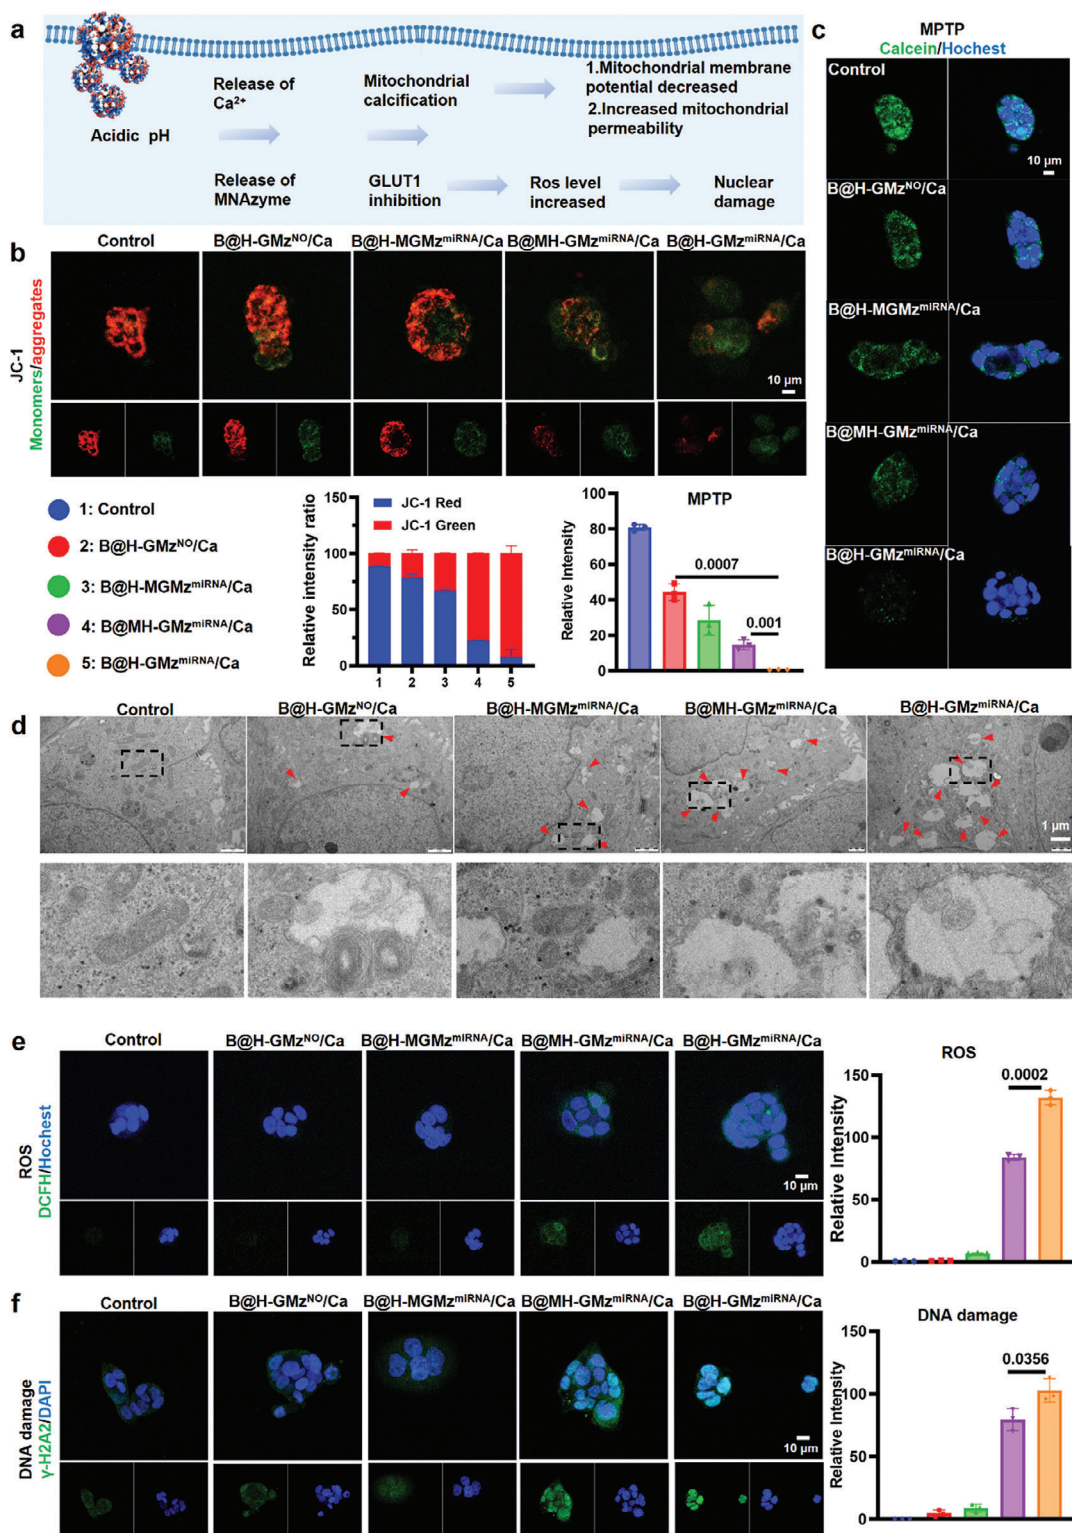 a
Acidic pH
Release of
Ca²⁺
Mitochondrial
calcification
1.Mitochondrial membrane
potential decreased
2.Increased mitochondrial
permeability
Release of
MNAzyme
GLUT1
inhibition
Ros level
increased
Nuclear
damage
b
Control
B@H-GMzᴺᴼ/Ca
B@H-MGMzᵐⁱᴿᴺᴬ/Ca
B@MH-GMzᵐⁱᴿᴺᴬ/Ca
B@H-GMzᵐⁱᴿᴺᴬ/Ca
JC-1
Monomers/aggregates
10 μm
1: Control
2: B@H-GMzᴺᴼ/Ca
3: B@H-MGMzᵐⁱᴿᴺᴬ/Ca
4: B@MH-GMzᵐⁱᴿᴺᴬ/Ca
5: B@H-GMzᵐⁱᴿᴺᴬ/Ca
Relative intensity ratio
150
100
50
0
JC-1 Red
JC-1 Green
1 2 3 4 5
MPTP
Relative Intensity
80
60
40
20
0
0.0007
0.001
c
MPTP
Calcein/Hochest
Control
10 μm
B@H-GMzᴺᴼ/Ca
B@H-MGMzᵐⁱᴿᴺᴬ/Ca
B@MH-GMzᵐⁱᴿᴺᴬ/Ca
B@H-GMzᵐⁱᴿᴺᴬ/Ca
d
Control
B@H-GMzᴺᴼ/Ca
B@H-MGMzᵐⁱᴿᴺᴬ/Ca
B@MH-GMzᵐⁱᴿᴺᴬ/Ca
B@H-GMzᵐⁱᴿᴺᴬ/Ca
1 μm
e
Control
B@H-GMzᴺᴼ/Ca
B@H-MGMzᵐⁱᴿᴺᴬ/Ca
B@MH-GMzᵐⁱᴿᴺᴬ/Ca
B@H-GMzᵐⁱᴿᴺᴬ/Ca
ROS
DCFH/Hochest
10 μm
ROS
Relative Intensity
150
100
50
0
0.0002
f
Control
B@H-GMzᴺᴼ/Ca
B@H-MGMzᵐⁱᴿᴺᴬ/Ca
B@MH-GMzᵐⁱᴿᴺᴬ/Ca
B@H-GMzᵐⁱᴿᴺᴬ/Ca
DNA damage
γ-H2A2/DAPI
10 μm
DNA damage
Relative Intensity
150
100
50
0
0.0356